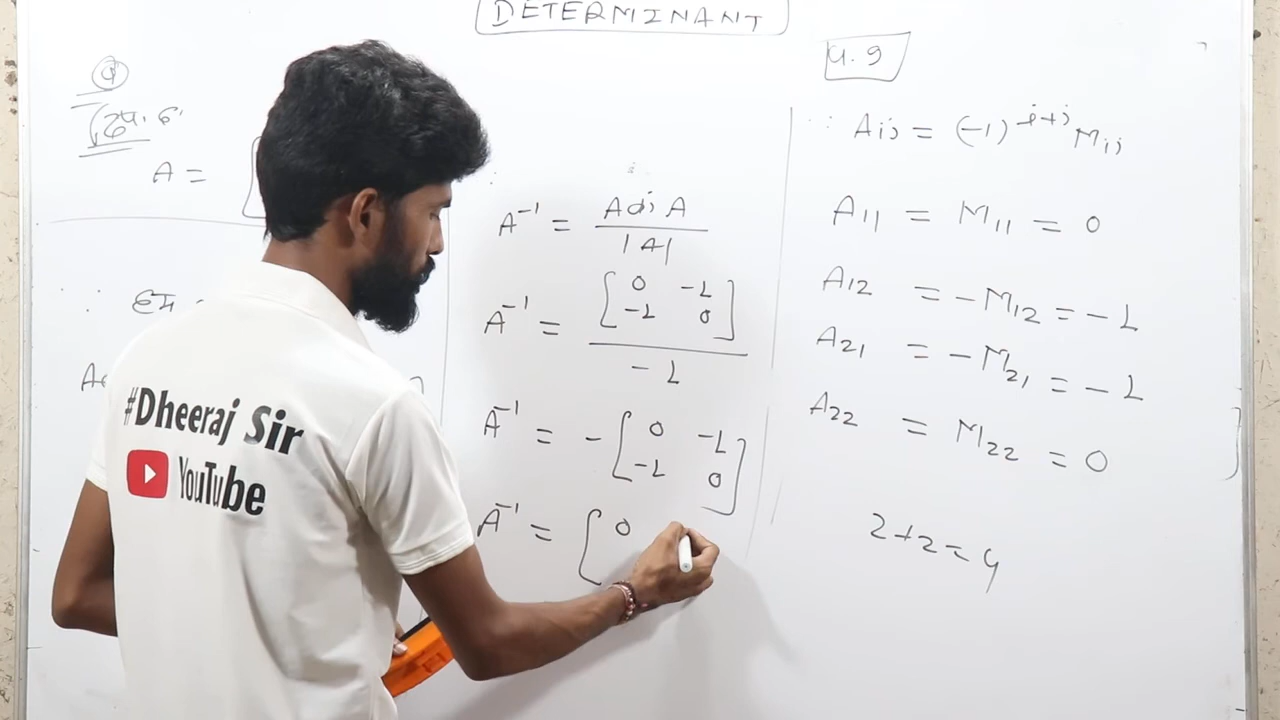 DETERMINANT
4.9
A =
A⁻¹ = Adj A / |A|
A⁻¹ = [0 -1 -1 0] / -1
A⁻¹ = - [0 -1 -1 0]
A⁻¹ = [0
∵ Aij = (-1)^i+j Mij
A11 = M11 = 0
A12 = -M12 = -1
A21 = -M21 = -1
A22 = M22 = 0
2+2=4
#Dheeraj Sir
YouTube